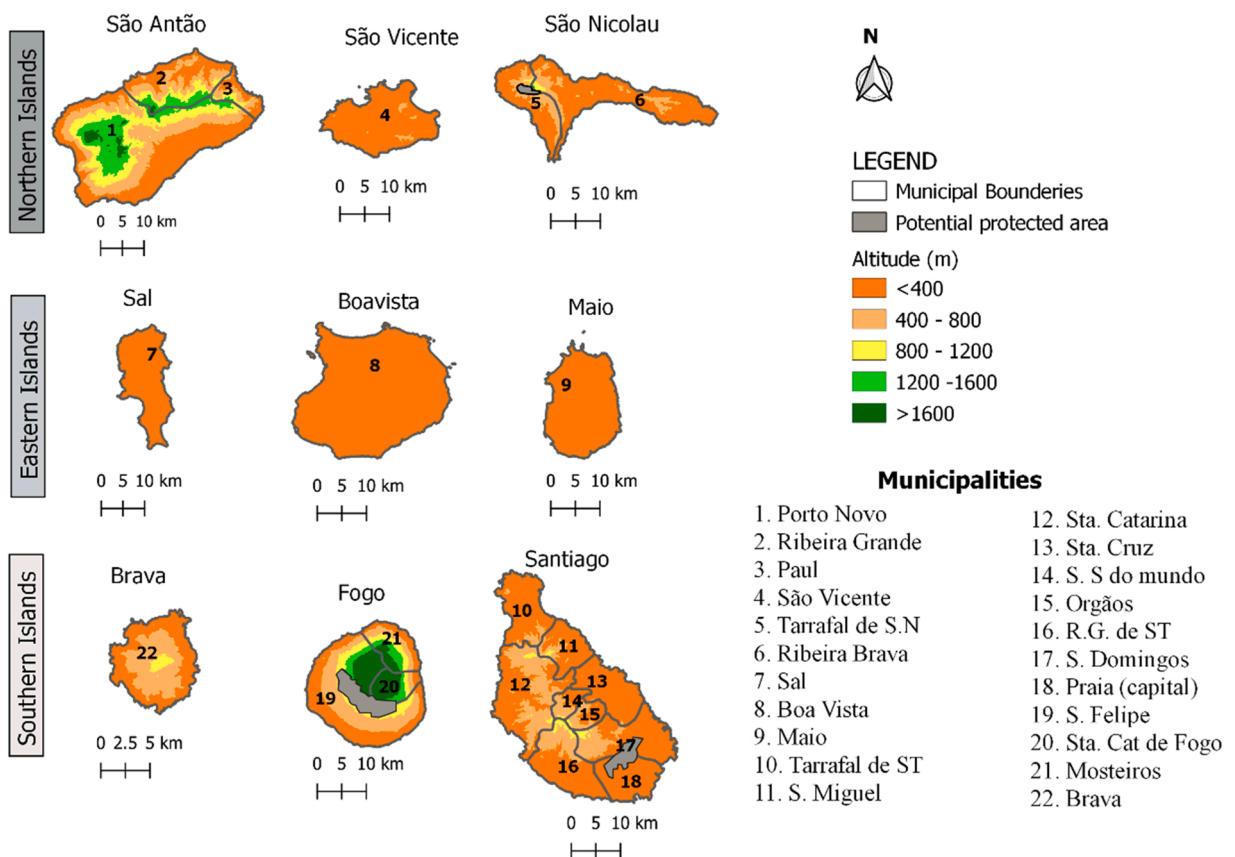 Northern Islands
São Antão
São Vicente
São Nicolau
N
1
2
3
4
5
6
0 5 10 km
0 5 10 km
0 5 10 km
LEGEND
Municipal Bounderies
Potential protected area
Altitude (m)
<400
400 - 800
800 - 1200
1200 -1600
>1600
Eastern Islands
Sal
Boavista
Maio
7
8
9
0 5 10 km
0 5 10 km
0 5 10 km
Southern Islands
Brava
Fogo
Santiago
22
19
20
21
10
11
12
13
14
15
16
17
18
0 2.5 5 km
0 5 10 km
0 5 10 km
Municipalities
1. Porto Novo
2. Ribeira Grande
3. Paul
4. São Vicente
5. Tarrafal de S.N
6. Ribeira Brava
7. Sal
8. Boa Vista
9. Maio
10. Tarrafal de ST
11. S. Miguel
12. Sta. Catarina
13. Sta. Cruz
14. S. S do mundo
15. Orgãos
16. R.G. de ST
17. S. Domingos
18. Praia (capital)
19. S. Felipe
20. Sta. Cat de Fogo
21. Mosteiros
22. Brava